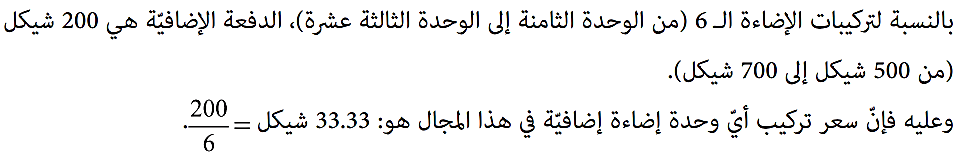 بالنسبة لتركيبات الإضاءة الـ 6 (من الوحدة الثامنة إلى الوحدة الثالثة عشرة)، الدفعة الإضافيّة هي 200 شيكل
(من 500 شيكل إلى 700 شيكل).
وعليه فإنّ سعر تركيب أيّ وحدة إضاءة إضافيّة في هذا المجال هو: 33.33 شيكل = 200/6.